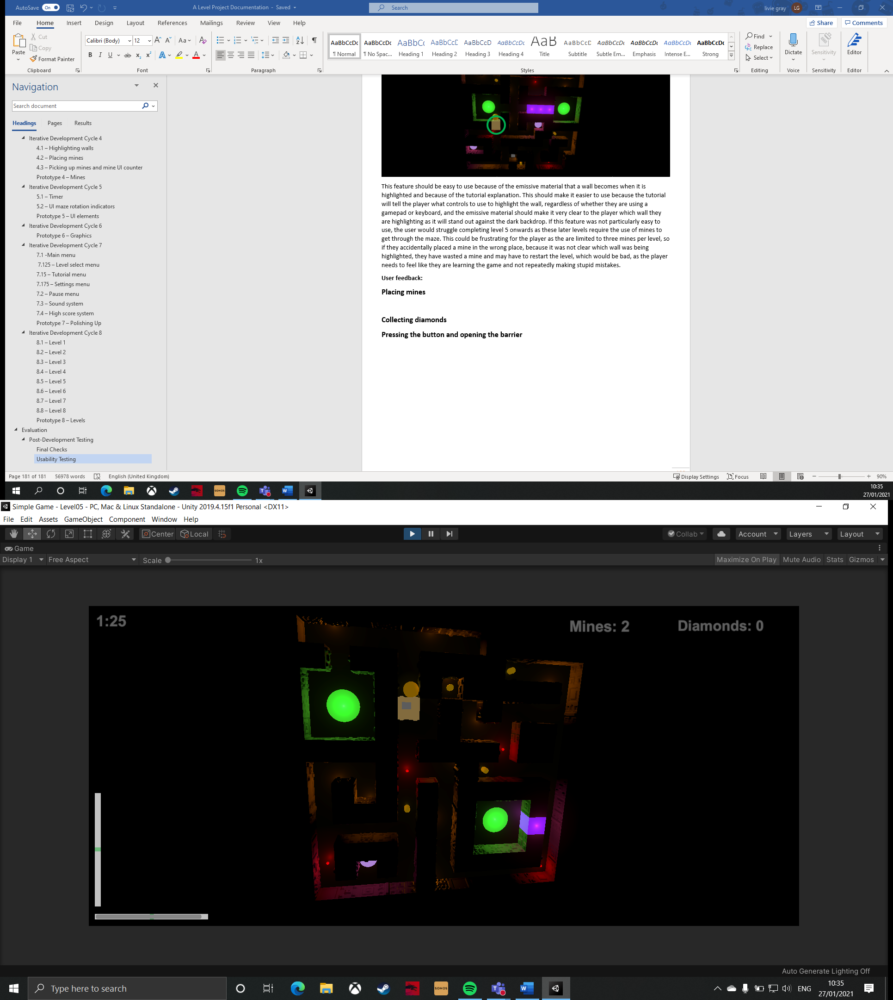 AutoSave On
A Level Project Documentation - Saved
Search
livie gray LG
File Home Insert Design Layout References Mailings Review View Help
Share Comments
Paste
Cut
Copy
Format Painter
Calibri (Body) 12
AaBbCcDc AaBbCcDc AaBbC( AaBbCcD AaBbCcD AaBbCcDc AaB AaBbCcD AaBbCcDc AaBbCcDc AaBbCcDc AaBbCcDc
¶ Normal ¶ No Spac... Heading 1 Heading 2 Heading 3 Heading 4 Title Subtitle Subtle Em... Emphasis Intense E... Strong
Find
Replace
Select
Dictate
Sensitivity
Editor
Clipboard Font Paragraph Styles Editing Voice Sensitivity Editor
Navigation
Search document
Headings Pages Results
Iterative Development Cycle 4
4.1 – Highlighting walls
4.2 – Placing mines
4.3 – Picking up mines and mine UI counter
Prototype 4 – Mines
Iterative Development Cycle 5
5.1 – Timer
5.2 – UI maze rotation indicators
Prototype 5 – UI elements
Iterative Development Cycle 6
Prototype 6 – Graphics
Iterative Development Cycle 7
7.1 -Main menu
7.125 – Level select menu
7.15 – Tutorial menu
7.175 – Settings menu
7.2 – Pause menu
7.3 – Sound system
7.4 – High score system
Prototype 7 – Polishing Up
Iterative Development Cycle 8
8.1 – Level 1
8.2 – Level 2
8.3 – Level 3
8.4 – Level 4
8.5 – Level 5
8.6 – Level 6
8.7 – Level 7
8.8 – Level 8
Prototype 8 – Levels
Evaluation
Post-Development Testing
Final Checks
Usability Testing
This feature should be easy to use because of the emissive material that a wall becomes when it is
highlighted and because of the tutorial explanation. This should make it easier to use because the tutorial
will tell the player what controls to use to highlight the wall, regardless of whether they are using a
gamepad or keyboard, and the emissive material should make it very clear to the player which wall they
are highlighting as it will stand out against the dark backdrop. If this feature was not particularly easy to
use, the user would struggle completing level 5 onwards as these later levels require the use of mines to
get through the maze. This could be frustrating for the player as the are limited to three mines per level, so
if they accidentally placed a mine in the wrong place, because it was not clear which wall was being
highlighted, they have wasted a mine and may have to restart the level, which would be bad, as the player
needs to feel like they are learning the game and not repeatedly making stupid mistakes.
User feedback:
Placing mines
Collecting diamonds
Pressing the button and opening the barrier
Page 181 of 181 56978 words English (United Kingdom)
Display Settings Focus 90%
SONOS
10:35
27/01/2021
Simple Game - Level05 - PC, Mac & Linux Standalone - Unity 2019.4.15f1 Personal <DX11>
File Edit Assets GameObject Component Window Help
Center Local
Collab Account Layers Layout
Game
Display 1 Free Aspect Scale 1x
Maximize On Play Mute Audio Stats Gizmos
1:25
Mines: 2
Diamonds: 0
Auto Generate Lighting Off
Type here to search
SONOS
ENG
10:35
27/01/2021